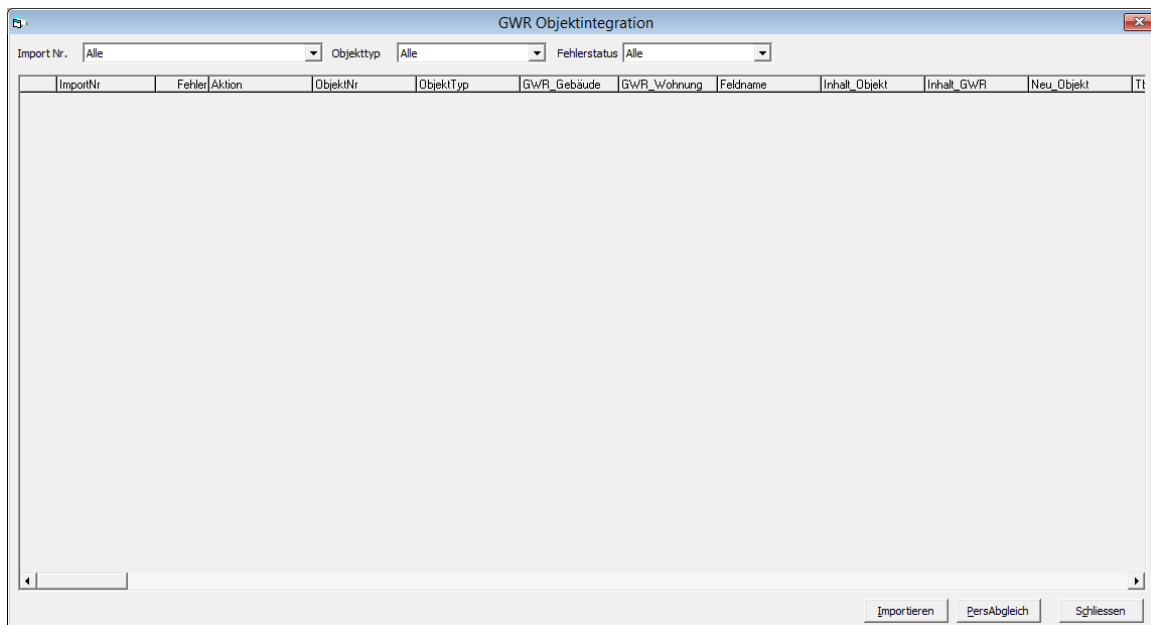 GWR Objektintegration
Import Nr. Alle Objekttyp Alle Fehlerstatus Alle
ImportNr Fehler Aktion ObjektNr ObjektTyp GWR_Gebäude GWR_Wohnung Feldname Inhalt_Objekt Inhalt_GWR Neu_Objekt
Importieren PersAbgleich Schliessen